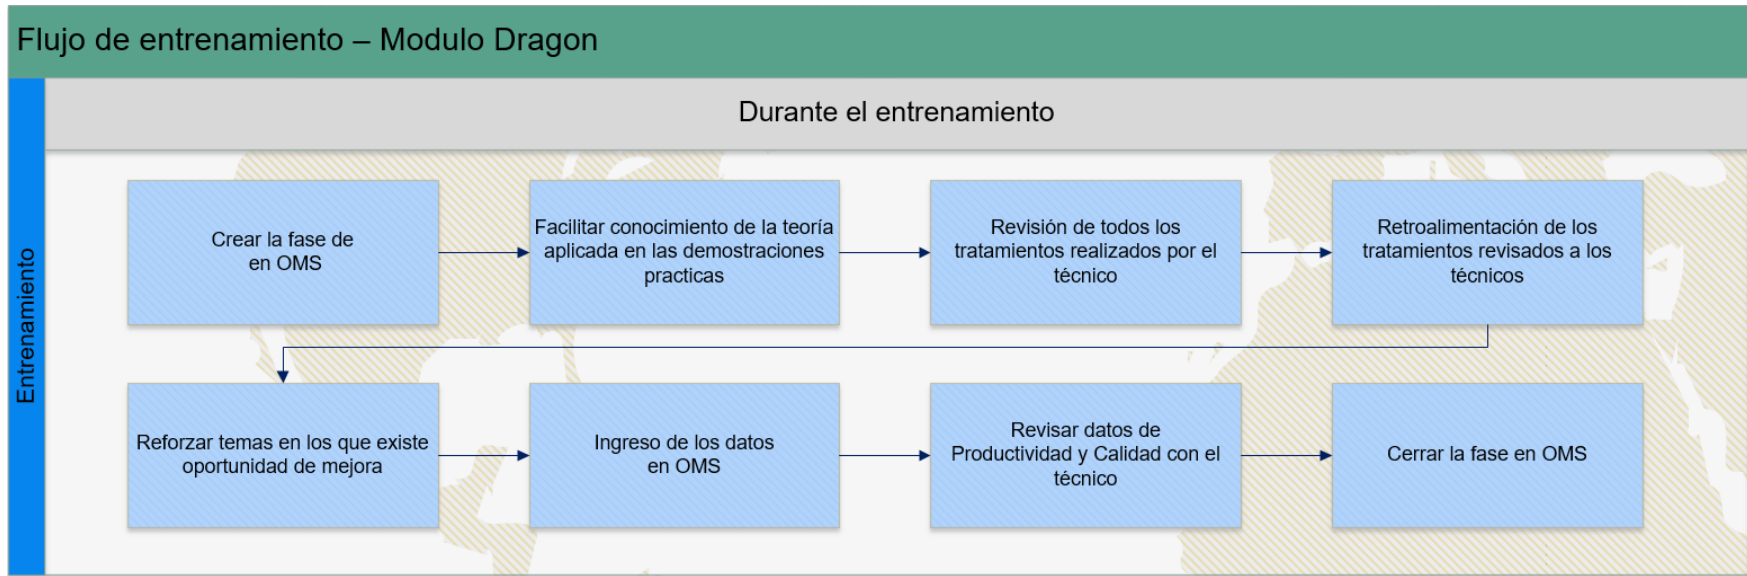 Flujo de entrenamiento – Modulo Dragon
Durante el entrenamiento
Entrenamiento
Crear la fase de
en OMS
Facilitar conocimiento de la teoría
aplicada en las demostraciones
practicas
Revisión de todos los
tratamientos realizados por el
técnico
Retroalimentación de los
tratamientos revisados a los
técnicos
Reforzar temas en los que existe
oportunidad de mejora
Ingreso de los datos
en OMS
Revisar datos de
Productividad y Calidad con el
técnico
Cerrar la fase en OMS